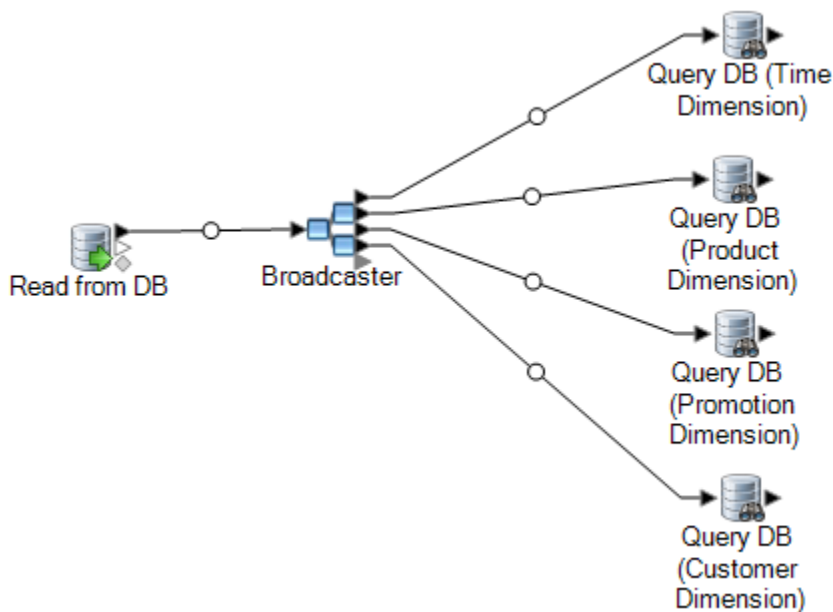 Query DB (Time
Dimension)
Query DB
(Product
Dimension)
Read from DB
Broadcaster
Query DB
(Promotion
Dimension)
Query DB
(Customer
Dimension)